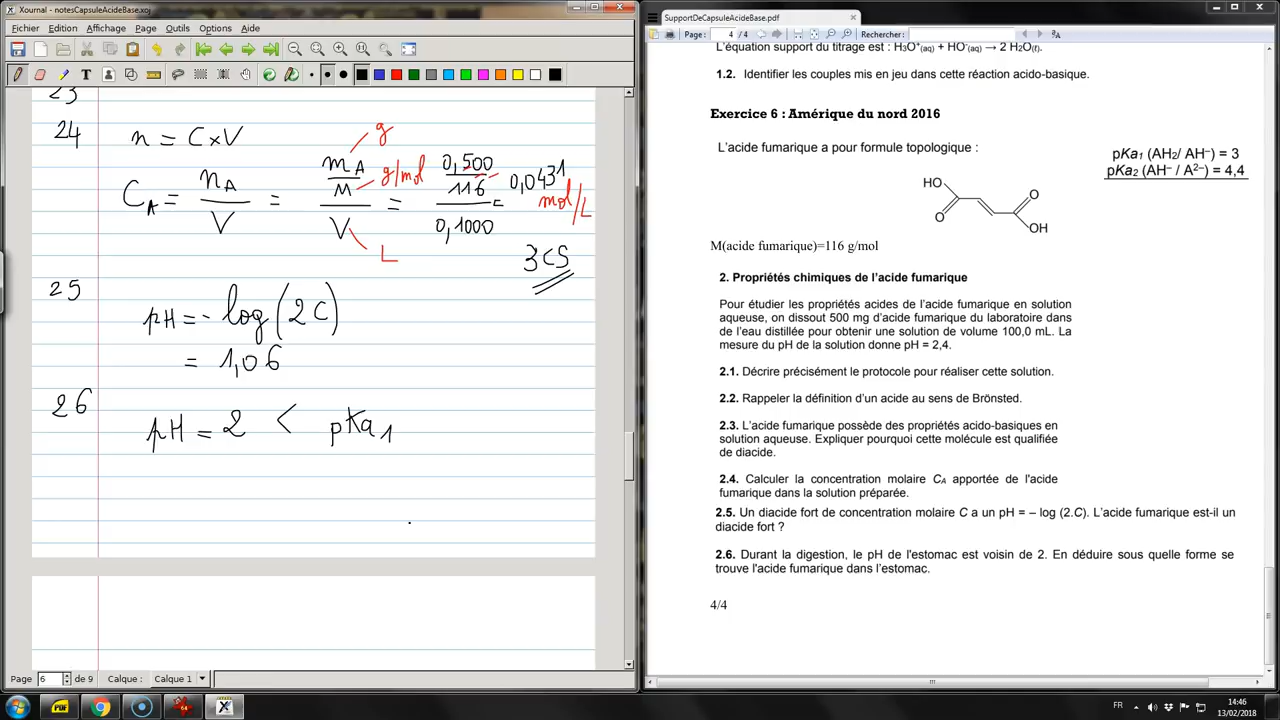 Xournal - notesCapsuleAcideBase.xoj
Fichier Edition Affichage Page Outils Options Aide
23
24 n = C×V
C_A = n_A / V = (m_A / M) / V = (0,500 / 116) / 0,1000 = 0,0431 mol/L
g
g/mol
L
3CS
25 pH = - log(2C)
= 1,06
26 pH = 2 < pKa1
Page 6 de 9 Calque : Calque 1
SupportDeCapsuleAcideBase.pdf
Page : 4 /4 Rechercher :
L'équation support du titrage est : H3O+(aq) + HO-(aq) → 2 H2O(ℓ).
1.2. Identifier les couples mis en jeu dans cette réaction acido-basique.
Exercice 6 : Amérique du nord 2016
L'acide fumarique a pour formule topologique :
pKa1 (AH2/ AH–) = 3
pKa2 (AH– / A2–) = 4,4
HO
O
O
OH
M(acide fumarique)=116 g/mol
2. Propriétés chimiques de l'acide fumarique
Pour étudier les propriétés acides de l'acide fumarique en solution
aqueuse, on dissout 500 mg d'acide fumarique du laboratoire dans
de l'eau distillée pour obtenir une solution de volume 100,0 mL. La
mesure du pH de la solution donne pH = 2,4.
2.1. Décrire précisément le protocole pour réaliser cette solution.
2.2. Rappeler la définition d'un acide au sens de Brönsted.
2.3. L'acide fumarique possède des propriétés acido-basiques en
solution aqueuse. Expliquer pourquoi cette molécule est qualifiée
de diacide.
2.4. Calculer la concentration molaire CA apportée de l'acide
fumarique dans la solution préparée.
2.5. Un diacide fort de concentration molaire C a un pH = – log (2.C). L'acide fumarique est-il un
diacide fort ?
2.6. Durant la digestion, le pH de l'estomac est voisin de 2. En déduire sous quelle forme se
trouve l'acide fumarique dans l'estomac.
4/4
FR
14:46
13/02/2018